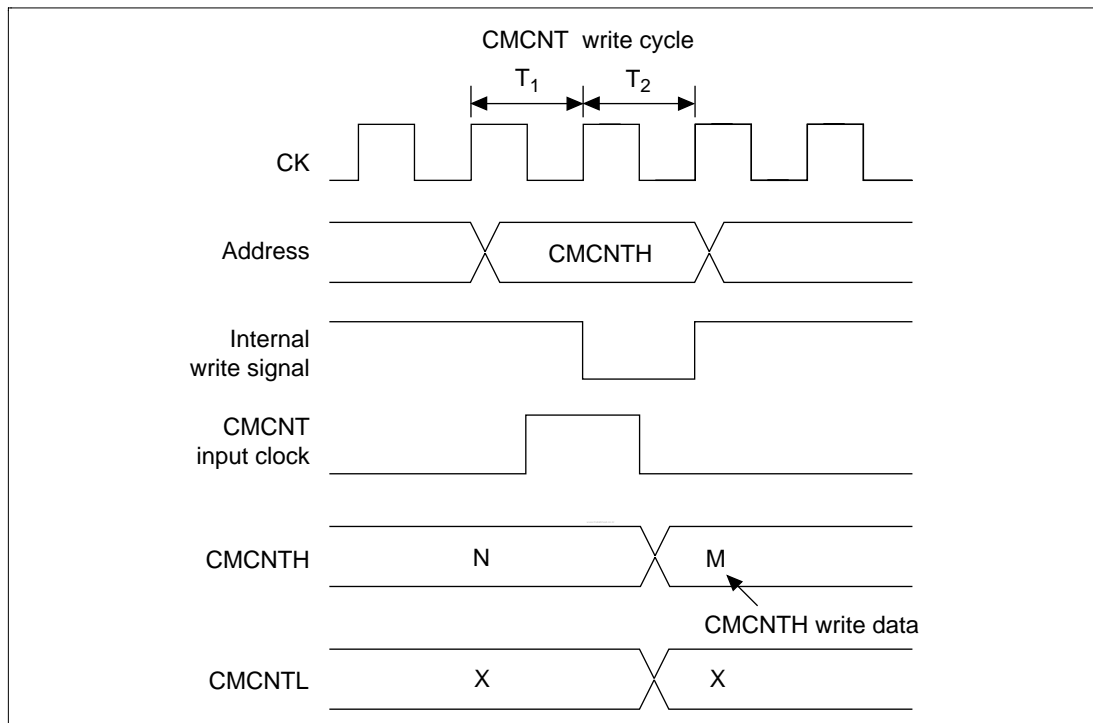 CMCNT write cycle
T1 T2
CK
Address CMCNTH
Internal
write signal
CMCNT
input clock
CMCNTH N M
CMCNTH write data
CMCNTL X X